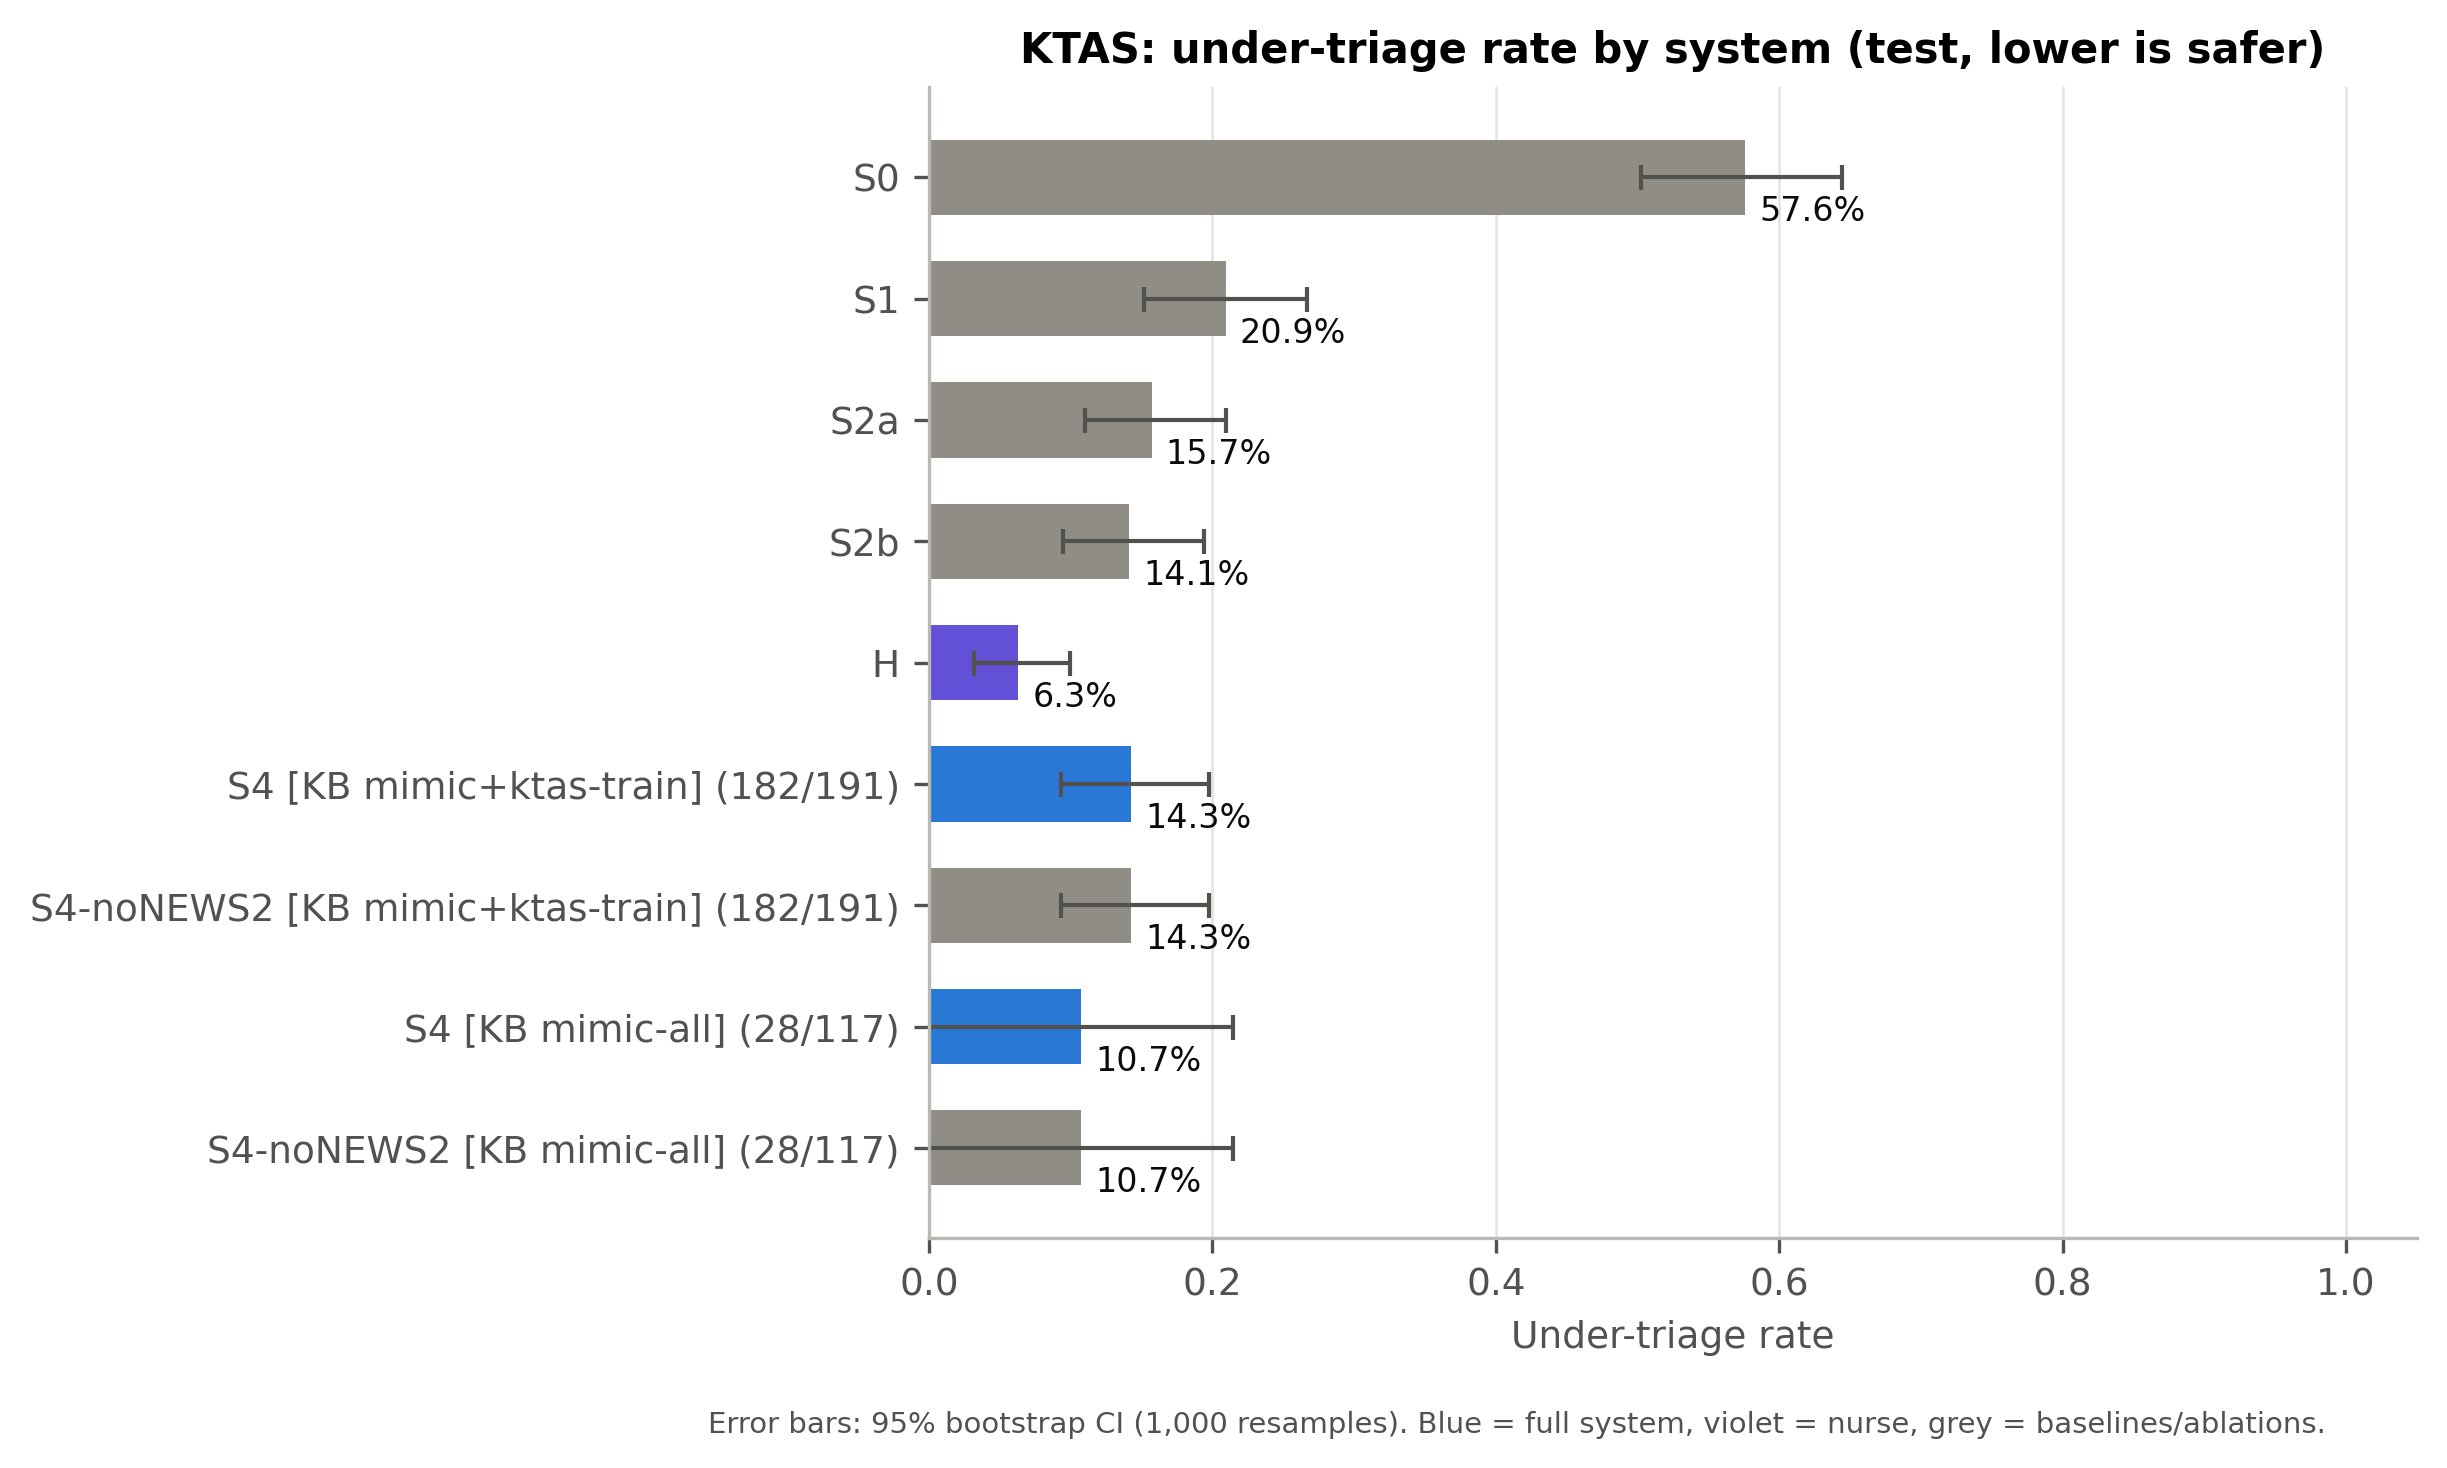 KTAS: under-triage rate by system (test, lower is safer)
S0
57.6%
S1
20.9%
S2a
15.7%
S2b
14.1%
H
6.3%
S4 [KB mimic+ktas-train] (182/191)
14.3%
S4-noNEWS2 [KB mimic+ktas-train] (182/191)
14.3%
S4 [KB mimic-all] (28/117)
10.7%
S4-noNEWS2 [KB mimic-all] (28/117)
10.7%
0.0 0.2 0.4 0.6 0.8 1.0
Under-triage rate
Error bars: 95% bootstrap CI (1,000 resamples). Blue = full system, violet = nurse, grey = baselines/ablations.